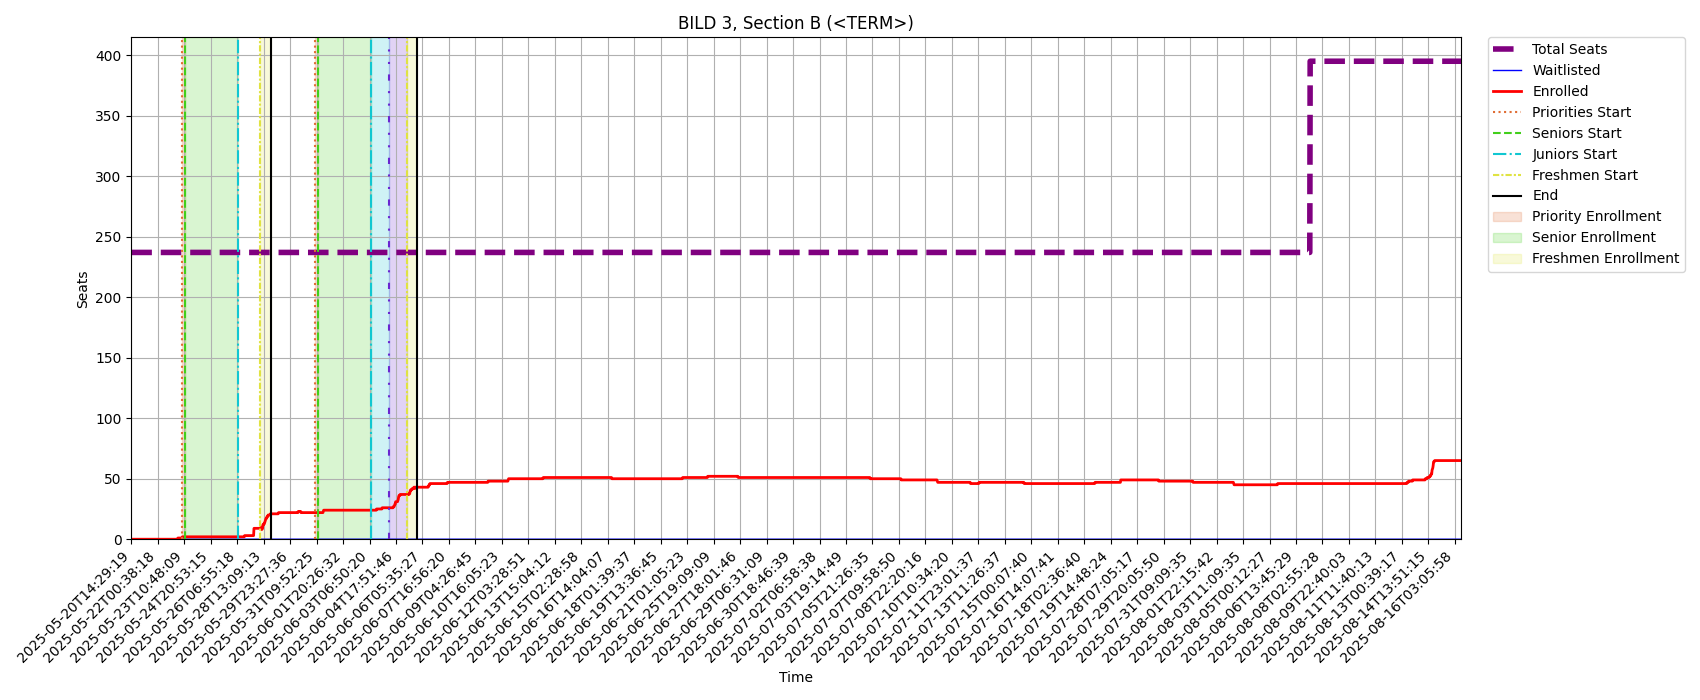 BILD 3, Section B (<TERM>)
Seats
400
350
300
250
200
150
100
50
0
2025-05-20T14:29:19
2025-05-22T00:38:18
2025-05-23T10:48:09
2025-05-24T20:53:15
2025-05-26T06:55:18
2025-05-28T13:09:13
2025-05-29T23:27:36
2025-05-31T09:52:25
2025-06-01T20:26:32
2025-06-03T06:50:20
2025-06-04T17:51:46
2025-06-06T05:35:27
2025-06-07T16:56:20
2025-06-09T04:26:45
2025-06-10T16:05:23
2025-06-12T03:28:51
2025-06-13T15:04:12
2025-06-15T02:28:58
2025-06-16T14:04:07
2025-06-18T01:39:37
2025-06-19T13:36:45
2025-06-21T01:05:23
2025-06-25T19:09:09
2025-06-27T18:01:46
2025-06-29T06:31:09
2025-06-30T18:46:39
2025-07-02T06:58:38
2025-07-03T19:14:49
2025-07-05T21:26:35
2025-07-07T09:58:50
2025-07-08T22:20:16
2025-07-10T10:34:20
2025-07-11T23:01:37
2025-07-13T11:26:37
2025-07-15T00:07:40
2025-07-16T14:07:41
2025-07-18T02:36:40
2025-07-19T14:48:24
2025-07-28T07:05:17
2025-07-29T20:05:50
2025-07-31T09:09:35
2025-08-01T22:15:42
2025-08-03T11:09:35
2025-08-05T00:12:27
2025-08-06T13:45:29
2025-08-08T02:55:28
2025-08-09T22:40:03
2025-08-11T11:40:13
2025-08-13T00:39:17
2025-08-14T13:51:15
2025-08-16T03:05:58
Time
Total Seats
Waitlisted
Enrolled
Priorities Start
Seniors Start
Juniors Start
Freshmen Start
End
Priority Enrollment
Senior Enrollment
Freshmen Enrollment